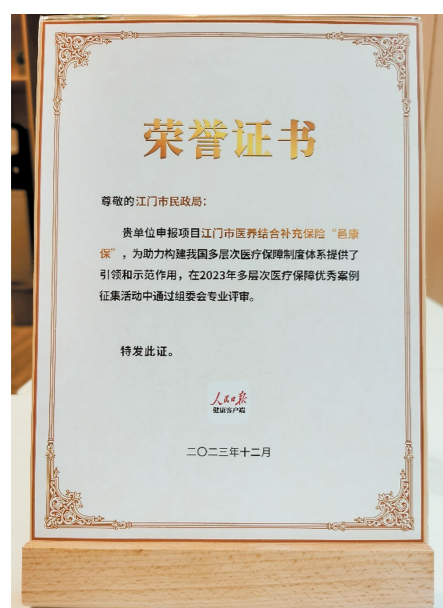 荣誉证书
尊敬的江门市民政局：
贵单位申报项目江门市医养结合补充保险“邑康
保”，为助力构建我国多层次医疗保障制度体系提供了
引领和示范作用，在2023年多层次医疗保障优秀案例
征集活动中通过组委会专业评审。
特发此证。
人民日报
健康客户端
二〇二三年十二月